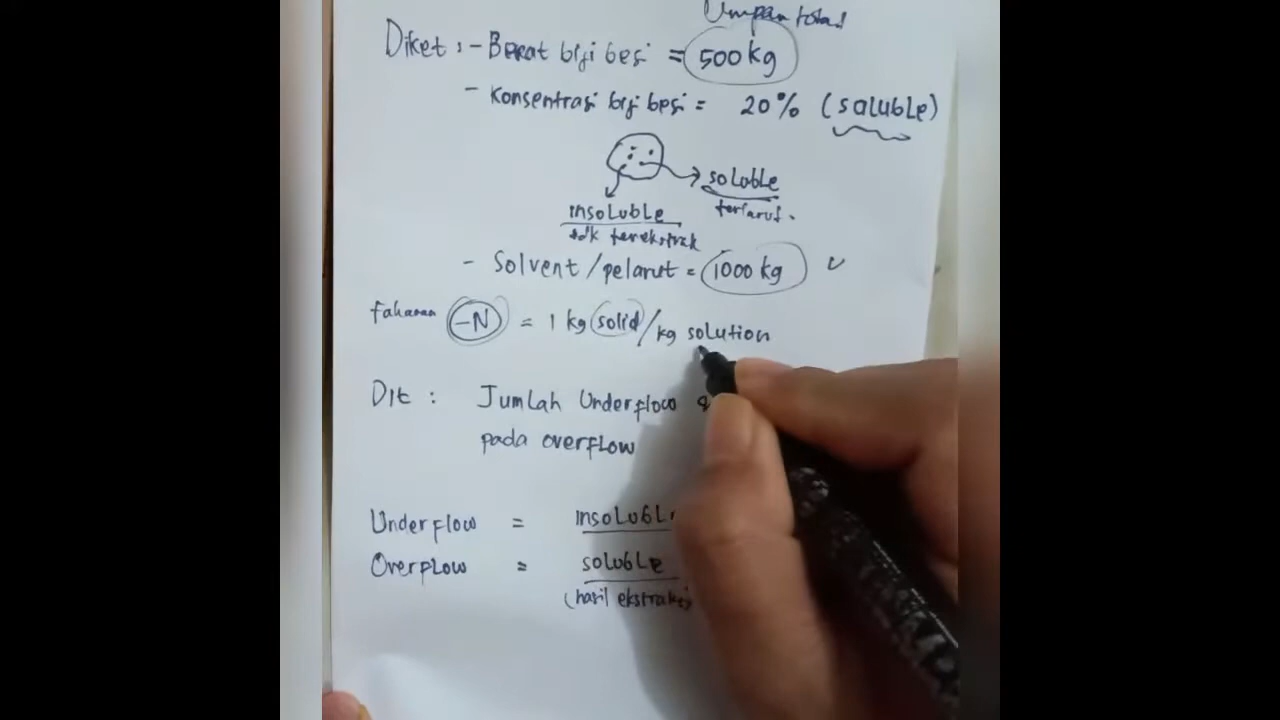 Umpan total
Diket : - Berat biji besi = 500 kg
- Konsentrasi biji besi = 20% (soluble)
soluble
terlarut.
insoluble
tdk terekstrak
- Solvent/pelarut = 1000 kg
tahanan - N = 1 kg solid/kg solution
Dit : Jumlah Underflow &
pada overflow
Underflow = insoluble
Overflow = soluble
(hasil ekstraksi)